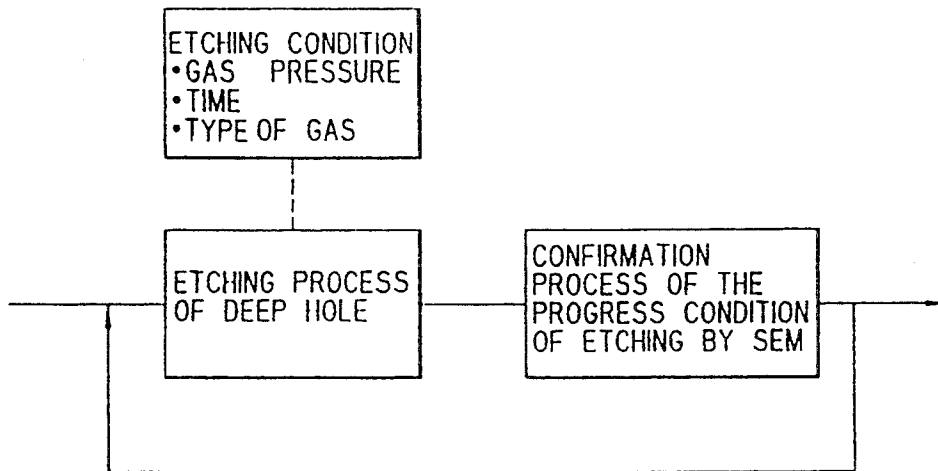 ETCHING CONDITION
•GAS PRESSURE
•TIME
•TYPE OF GAS
ETCHING PROCESS
OF DEEP HOLE
CONFIRMATION
PROCESS OF THE
PROGRESS CONDITION
OF ETCHING BY SEM